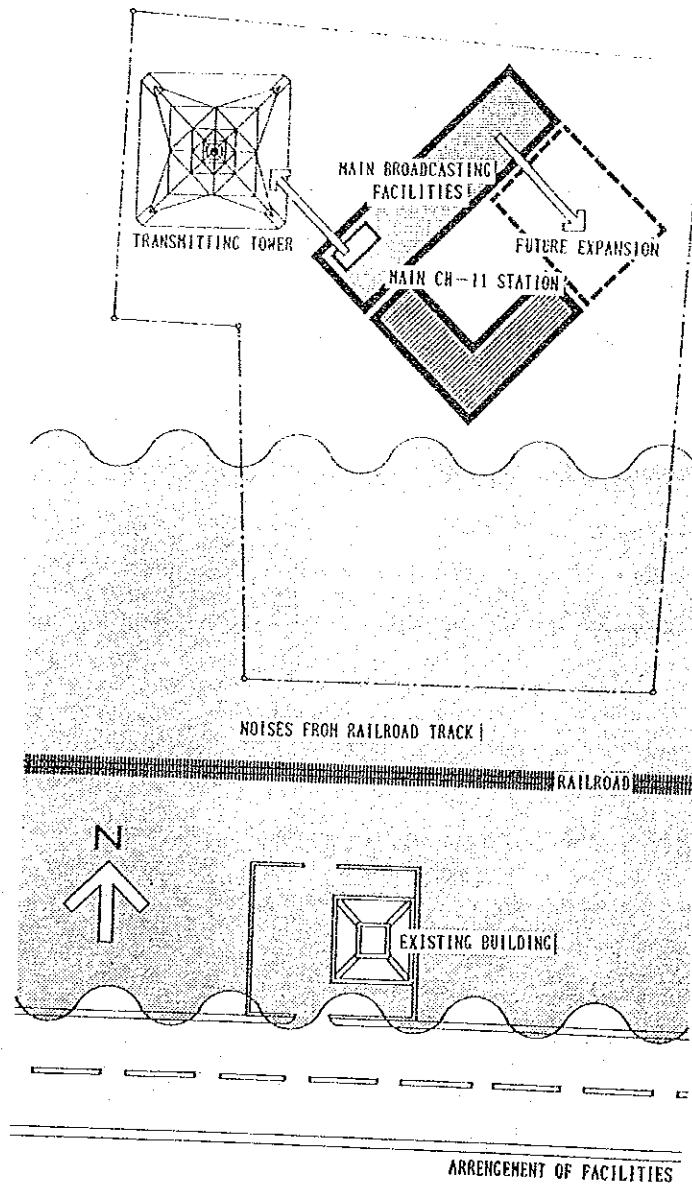 MAIN BROADCASTING
FACILITIES
TRANSMITTING TOWER
FUTURE EXPANSION
MAIN CH-11 STATION
NOISES FROM RAILROAD TRACK
RAILROAD
N
EXISTING BUILDING
ARRENGEMENT OF FACILITIES